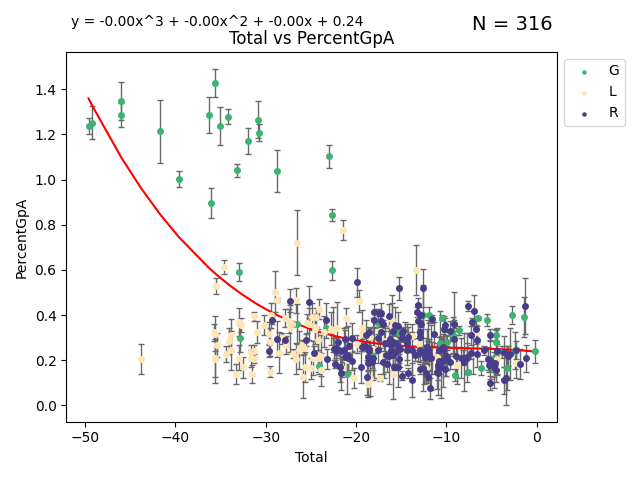 y = -0.00x^3 + -0.00x^2 + -0.00x + 0.24
N = 316
Total vs PercentGpA
G
L
R
PercentGpA
1.4
1.2
1.0
0.8
0.6
0.4
0.2
0.0
−50
−40
−30
−20
−10
0
Total